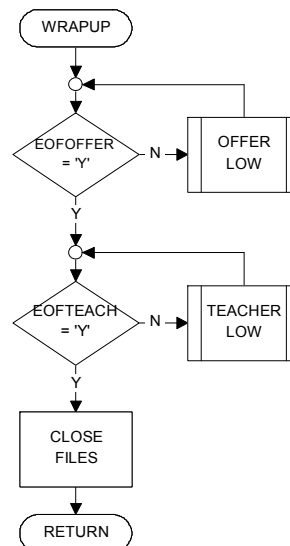 WRAPUP
EOFOFFER
= 'Y'
N
OFFER
LOW
Y
EOFTEACH
= 'Y'
N
TEACHER
LOW
Y
CLOSE
FILES
RETURN